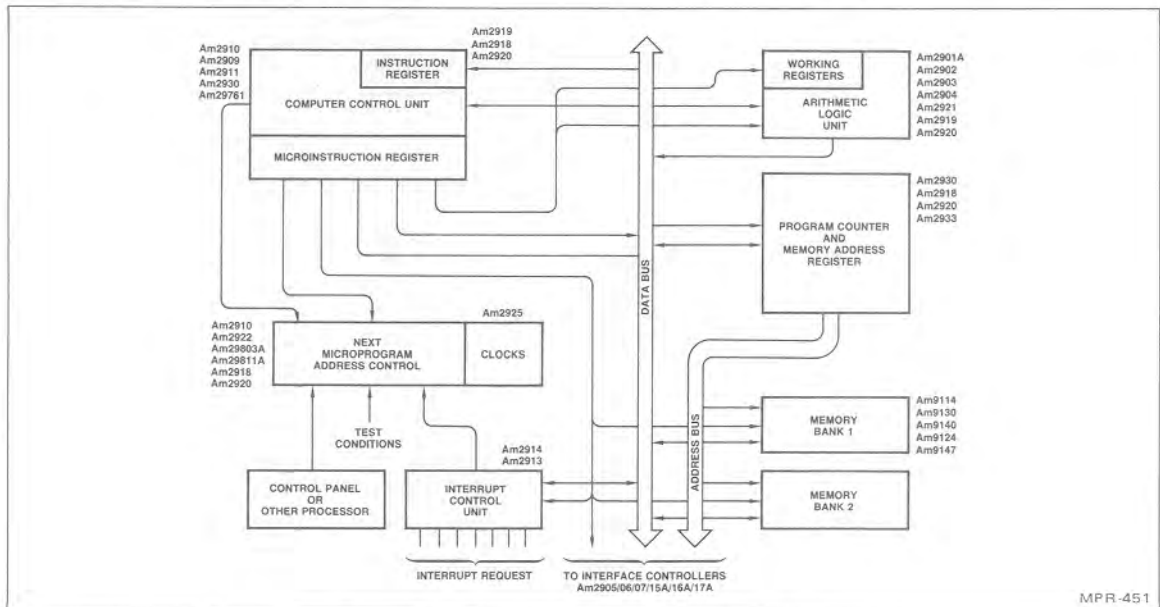 Am2910
Am2909
Am2911
Am2930
Am29761
Am2919
Am2918
Am2920
INSTRUCTION
REGISTER
COMPUTER CONTROL UNIT
MICROINSTRUCTION REGISTER
WORKING
REGISTERS
ARITHMETIC
LOGIC
UNIT
Am2901A
Am2902
Am2903
Am2904
Am2921
Am2919
Am2920
PROGRAM COUNTER
AND
MEMORY ADDRESS
REGISTER
Am2930
Am2918
Am2920
Am2933
DATA BUS
ADDRESS BUS
Am2910
Am2922
Am29803A
Am29811A
Am2918
Am2920
NEXT
MICROPROGRAM
ADDRESS CONTROL
Am2925
CLOCKS
TEST
CONDITIONS
CONTROL PANEL
OR
OTHER PROCESSOR
Am2914
Am2913
INTERRUPT
CONTROL
UNIT
INTERRUPT REQUEST
MEMORY
BANK 1
Am9114
Am9130
Am9140
Am9124
Am9147
MEMORY
BANK 2
TO INTERFACE CONTROLLERS
Am2905/06/07/15A/16A/17A
MPR-451